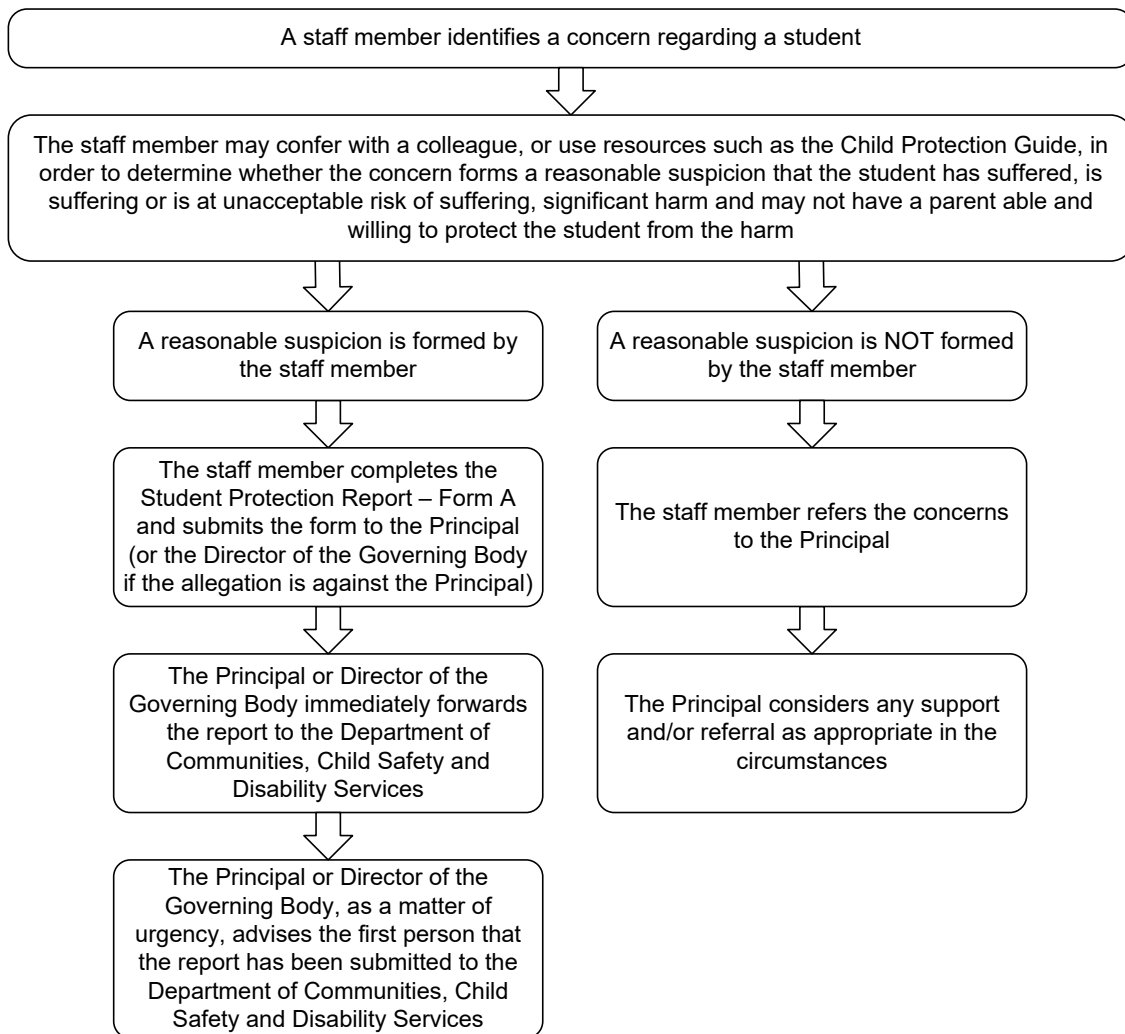 A staff member identifies a concern regarding a student
The staff member may confer with a colleague, or use resources such as the Child Protection Guide, in
order to determine whether the concern forms a reasonable suspicion that the student has suffered, is
suffering or is at unacceptable risk of suffering, significant harm and may not have a parent able and
willing to protect the student from the harm
A reasonable suspicion is formed by
the staff member
The staff member completes the
Student Protection Report – Form A
and submits the form to the Principal
(or the Director of the Governing Body
if the allegation is against the Principal)
The Principal or Director of the
Governing Body immediately forwards
the report to the Department of
Communities, Child Safety and
Disability Services
The Principal or Director of the
Governing Body, as a matter of
urgency, advises the first person that
the report has been submitted to the
Department of Communities, Child
Safety and Disability Services
A reasonable suspicion is NOT formed
by the staff member
The staff member refers the concerns
to the Principal
The Principal considers any support
and/or referral as appropriate in the
circumstances